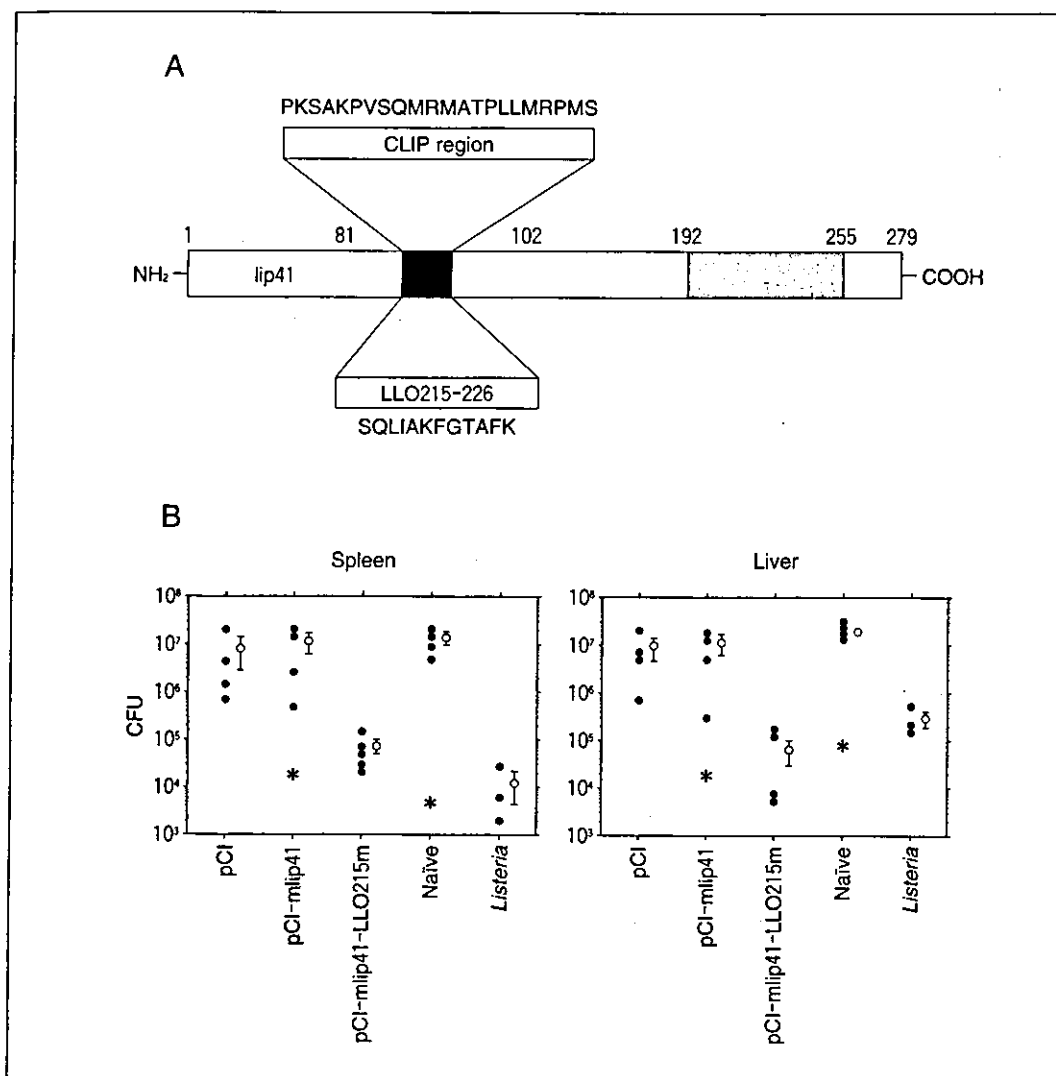 A
PKSAKPVSQMRMATPLLMRPMS
CLIP region
1 81 102 192 255 279
NH₂ Iip41 COOH
LLO215-226
SQLIAKFGTAFK
B
Spleen Liver
CFU
10⁸ 10⁸
10⁷ 10⁷
10⁶ 10⁶
10⁵ 10⁵
10⁴ 10⁴
10³ 10³
* * * *
pCI pCI-mlip41 pCI-mlip41-LLO215m Naïve Listeria
pCI pCI-mlip41 pCI-mlip41-LLO215m Naïve Listeria